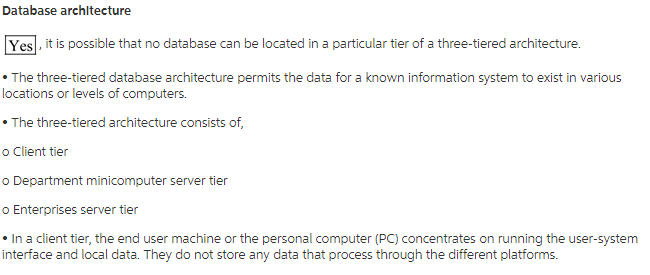 Database architecture
Yes, it is possible that no database can be located in a particular tier of a three-tiered architecture.
• The three-tiered database architecture permits the data for a known information system to exist in various
locations or levels of computers.
• The three-tiered architecture consists of,
o Client tier
o Department minicomputer server tier
o Enterprises server tier
• In a client tier, the end user machine or the personal computer (PC) concentrates on running the user-system
interface and local data. They do not store any data that process through the different platforms.